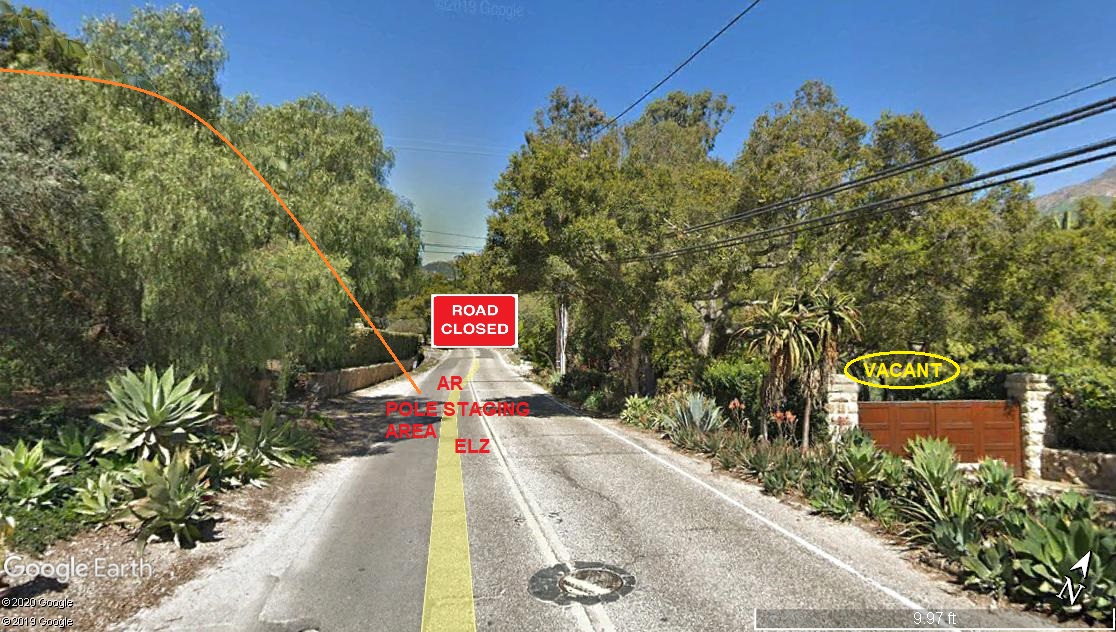 ©2019 Google
ROAD
CLOSED
VACANT
AR
POLE STAGING
AREA
ELZ
Google Earth
©2020 Google
©2019 Google
N
9.97 ft